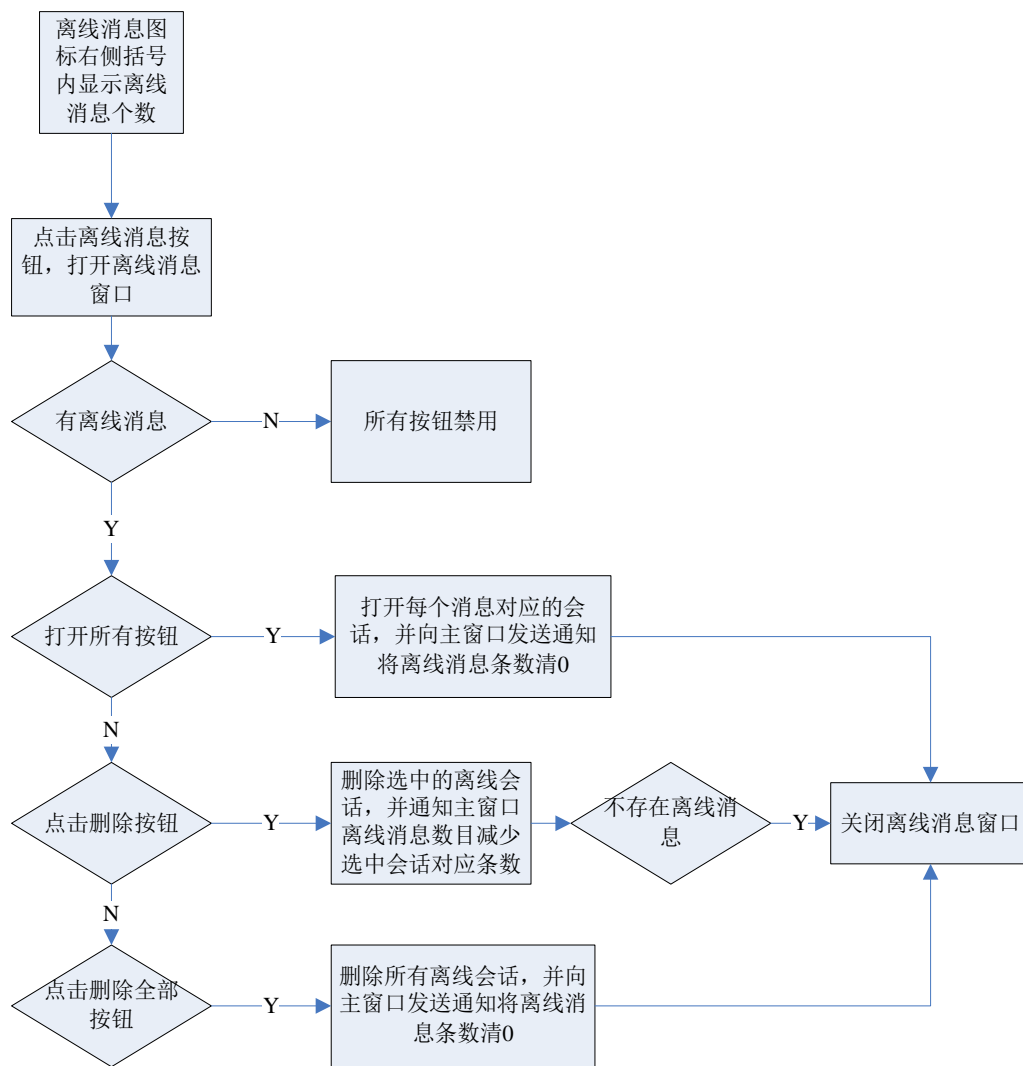 离线消息图
标右侧括号
内显示离线
消息个数
点击离线消息按
钮，打开离线消息
窗口
有离线消息
N
所有按钮禁用
Y
打开所有按钮
Y
打开每个消息对应的会
话，并向主窗口发送通知
将离线消息条数清0
N
点击删除按钮
Y
删除选中的离线会
话，并通知主窗口
离线消息数目减少
选中会话对应条数
不存在离线消
息
Y
关闭离线消息窗口
N
点击删除全部
按钮
Y
删除所有离线会话，并向
主窗口发送通知将离线消
息条数清0